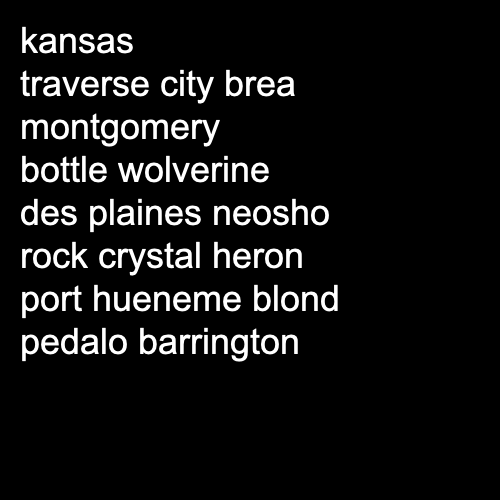 kansas
traverse city brea
montgomery
bottle wolverine
des plaines neosho
rock crystal heron
port hueneme blond
pedalo barrington